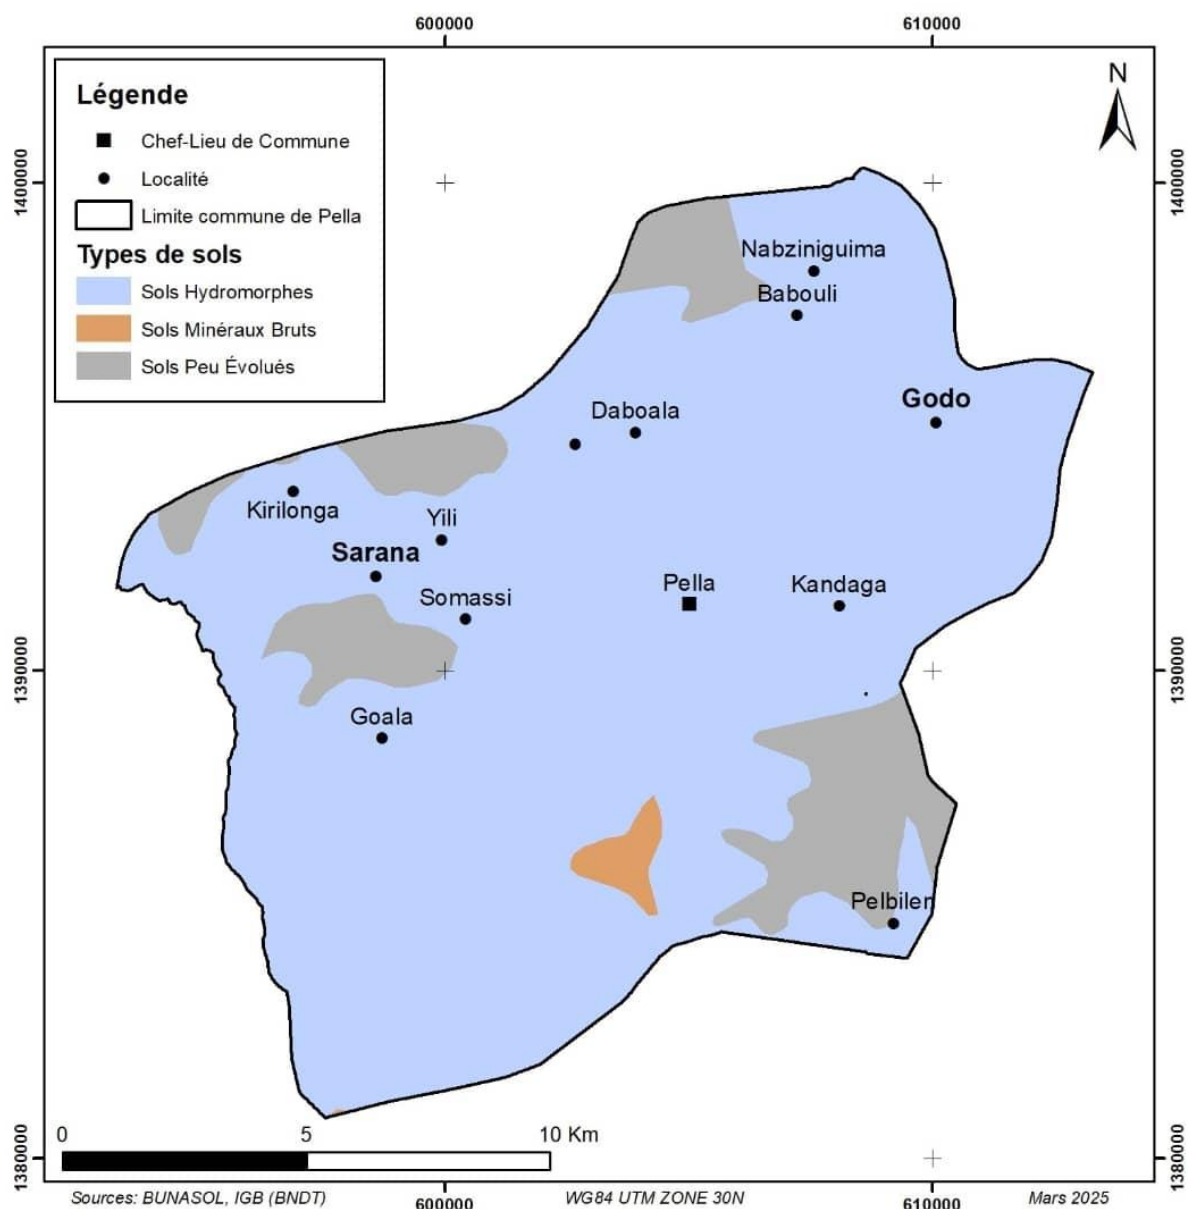 600000
610000
Légende
Chef-Lieu de Commune
Localité
Limite commune de Pella
Types de sols
Sols Hydromorphes
Sols Minéraux Bruts
Sols Peu Évolués
N
1400000
1400000
Nabziniguima
Babouli
Godo
Daboala
Kirilonga
Yili
Sarana
Somassi
Pella
Kandaga
1390000
1390000
Goala
Pelbiler
0 5 10 Km
1380000
1380000
Sources: BUNASOL, IGB (BNDT) WG84 UTM ZONE 30N Mars 2025
600000
610000